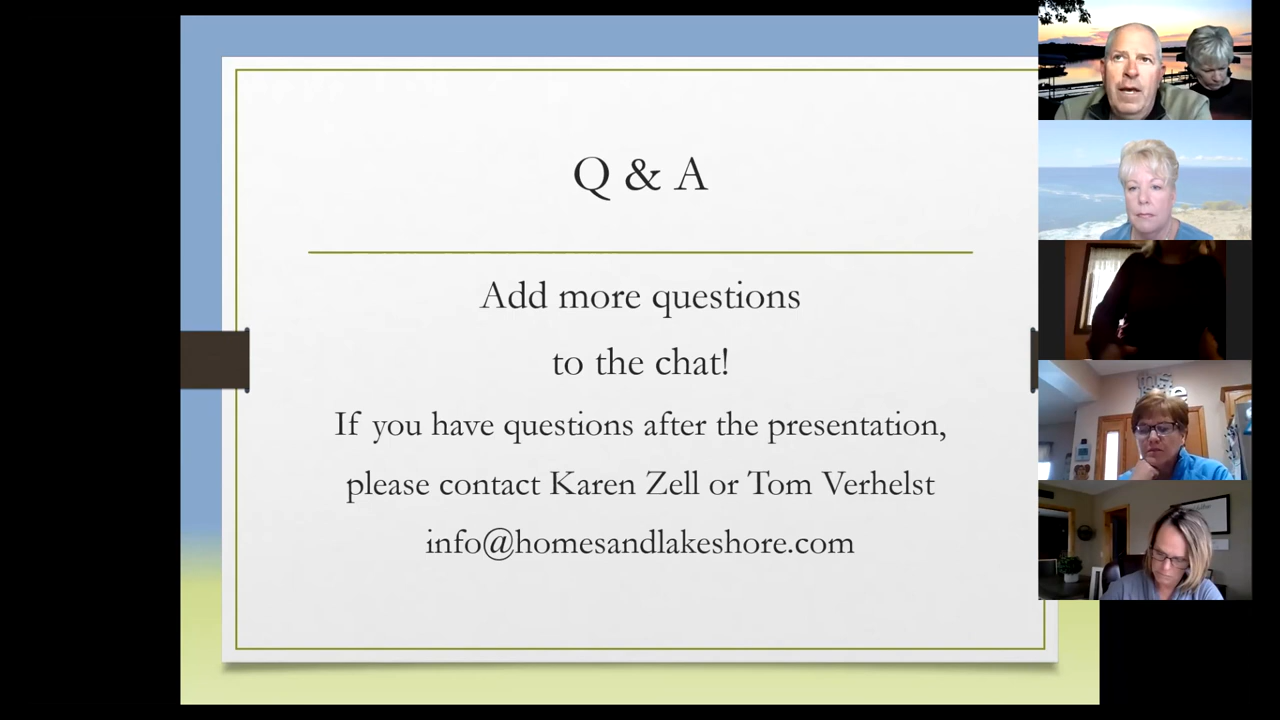 Q & A
Add more questions
to the chat!
If you have questions after the presentation,
please contact Karen Zell or Tom Verhelst
info@homesandlakeshore.com